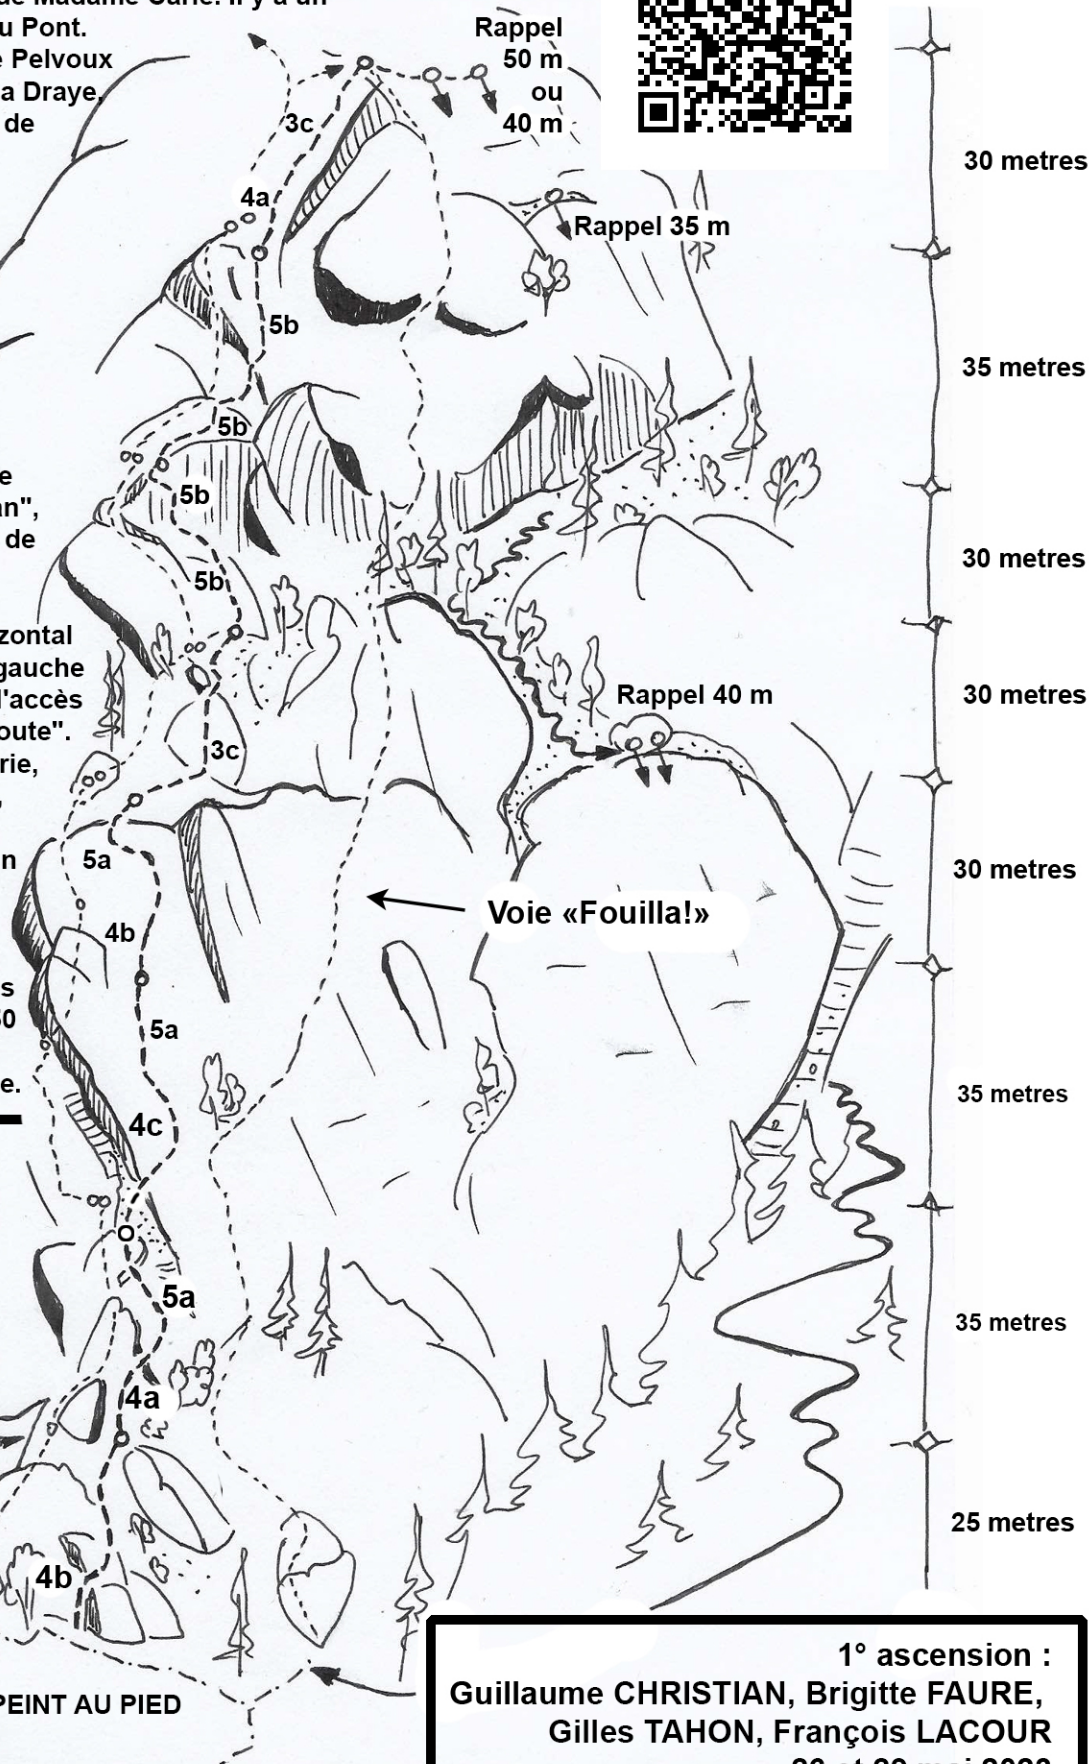 u Pont.
Pelvoux
a Draye,
de
Rappel
50 m
ou
40 m
3c
30 metres
4a
Rappel 35 m
5b
35 metres
5b
e
an",
de
5b
30 metres
5b
zontal
gauche
l'accès
oute".
rie,
Rappel 40 m
30 metres
3c
n
5a
30 metres
4b
Voie «Fouilla!»
s
50
5a
e.
35 metres
4c
5a
35 metres
4a
25 metres
4b
PEINT AU PIED
1° ascension :
Guillaume CHRISTIAN, Brigitte FAURE,
Gilles TAHON, François LACOUR